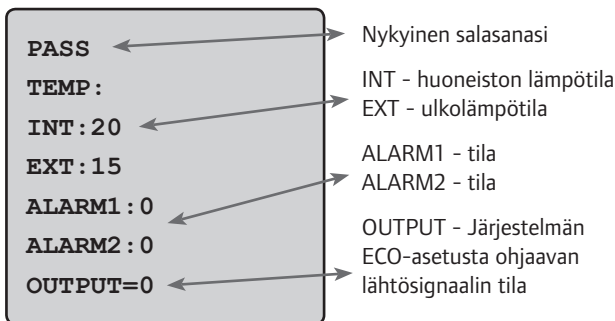 PASS
TEMP:
INT:20
EXT:15
ALARM1:0
ALARM2:0
OUTPUT=0
Nykyinen salasanasi
INT - huoneiston lämpötila
EXT - ulkolämpötila
ALARM1 - tila
ALARM2 - tila
OUTPUT - Järjestelmän
ECO-asetusta ohjaavan
lähtösignaalin tila